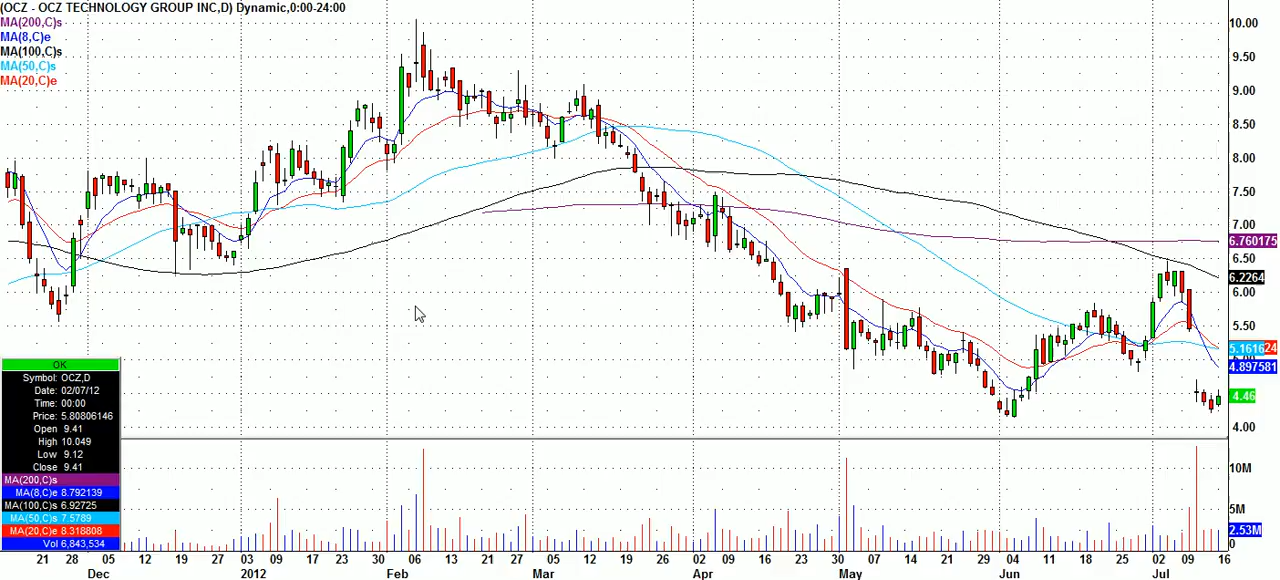 (OCZ - OCZ TECHNOLOGY GROUP INC,D) Dynamic,0:00-24:00
MA(200,C)s
MA(8,C)e
MA(100,C)s
MA(50,C)s
MA(20,C)e
10.00
9.50
9.00
8.50
8.00
7.50
7.00
6.760175
6.50
6.2264
6.00
5.50
5.1616
24
5.00
4.897581
4.46
4.00
OK
Symbol: OCZ,D
Date: 02/07/12
Time: 00:00
Price: 5.80806146
Open 9.41
High 10.049
Low 9.12
Close 9.41
MA(200,C)s
MA(8,C)e 8.792139
MA(100,C)s 6.92725
MA(50,C)s 7.5789
MA(20,C)e 8.318808
Vol 6,843,534
10M
5M
2.53M
0
21 28 05 12 19 27 09 17 23 30 06 13 21 27 05 12 19 26 02 09 16 23 30 07 14 21 29 04 11 18 25 02 09 16
Dec 2012 Feb Mar Apr May Jun Jul